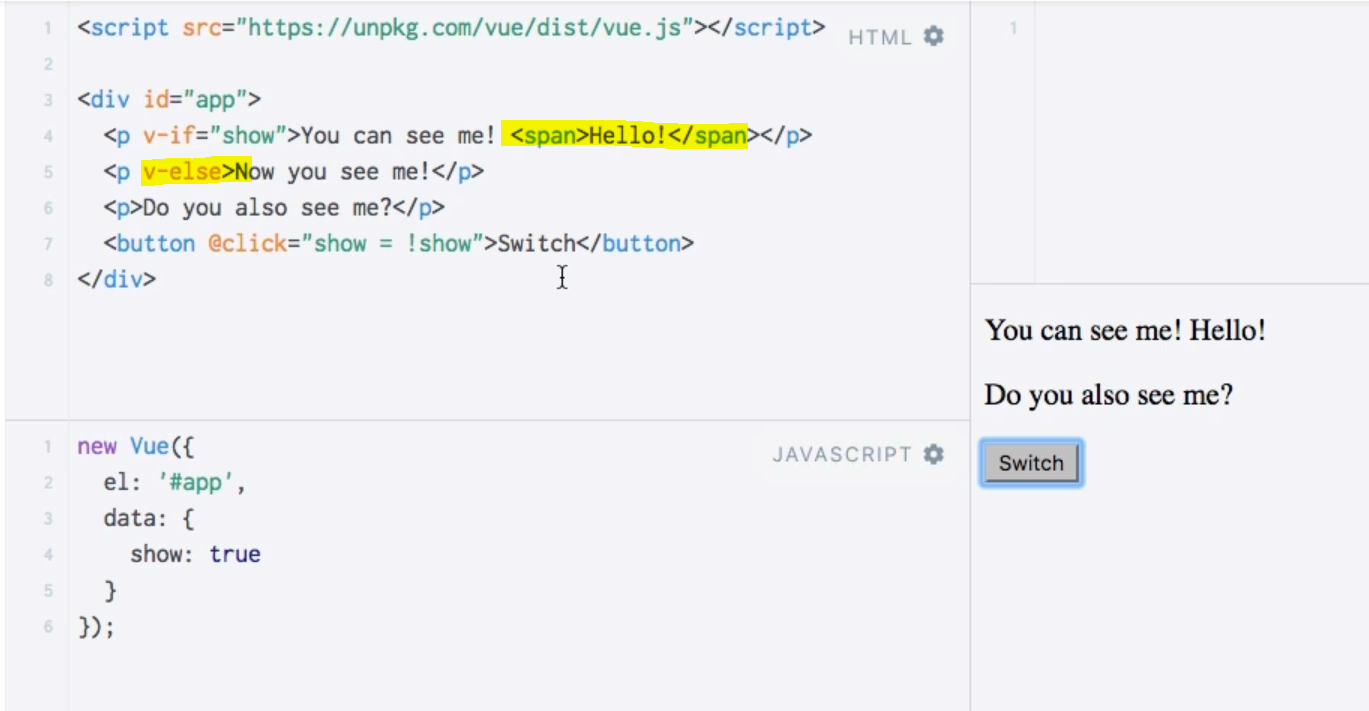 1 <script src="https://unpkg.com/vue/dist/vue.js"></script>
HTML
2
3 <div id="app">
4   <p v-if="show">You can see me! <span>Hello!</span></p>
5   <p v-else>Now you see me!</p>
6   <p>Do you also see me?</p>
7   <button @click="show = !show">Switch</button>
8 </div>
1 new Vue({
JAVASCRIPT
2   el: '#app',
3   data: {
4     show: true
5   }
6 });
1
You can see me! Hello!
Do you also see me?
Switch